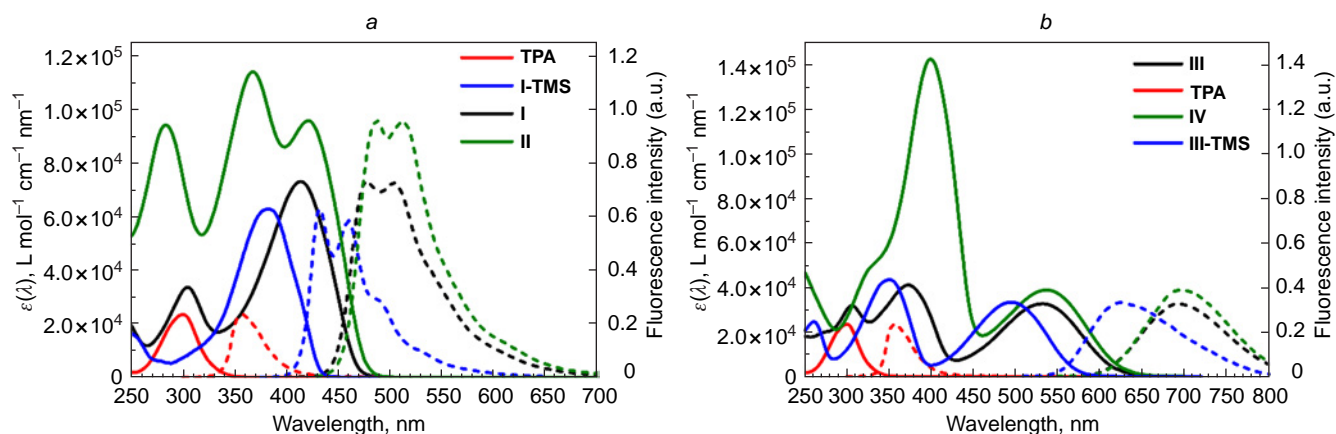 a
1.2 × 10⁵
1.0 × 10⁵
8.0 × 10⁴
6.0 × 10⁴
4.0 × 10⁴
2.0 × 10⁴
0
ε(λ), L mol⁻¹ cm⁻¹ nm⁻¹
TPA
I-TMS
I
II
1.2
1.0
0.8
0.6
0.4
0.2
0
Fluorescence intensity (a.u.)
250 300 350 400 450 500 550 600 650 700
Wavelength, nm
b
1.4 × 10⁵
1.2 × 10⁵
1.0 × 10⁵
1.0 × 10⁵
8.0 × 10⁴
6.0 × 10⁴
4.0 × 10⁴
2.0 × 10⁴
0
ε(λ), L mol⁻¹ cm⁻¹ nm⁻¹
III
TPA
IV
III-TMS
1.4
1.2
1.0
0.8
0.6
0.4
0.2
0
Fluorescence intensity (a.u.)
250 300 350 400 450 500 550 600 650 700 750 800
Wavelength, nm